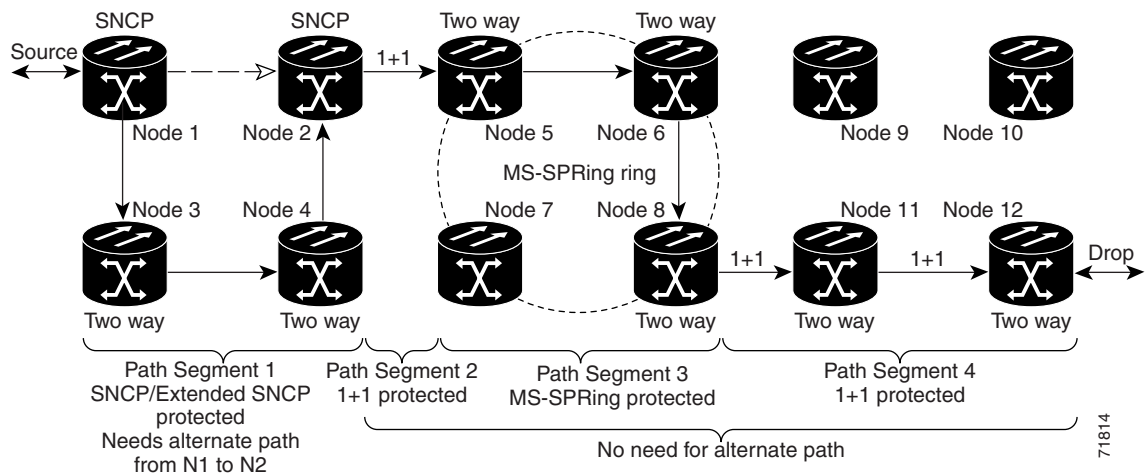 SNCP
SNCP
Two way
Two way
Source
1+1
Node 1
Node 2
Node 5
Node 6
Node 9
Node 10
MS-SPRing ring
Node 3
Node 4
Node 7
Node 8
Node 11
Node 12
1+1
1+1
Drop
Two way
Two way
Two way
Two way
Two way
Path Segment 1
SNCP/Extended SNCP
protected
Needs alternate path
from N1 to N2
Path Segment 2
1+1 protected
Path Segment 3
MS-SPRing protected
Path Segment 4
1+1 protected
No need for alternate path
71814